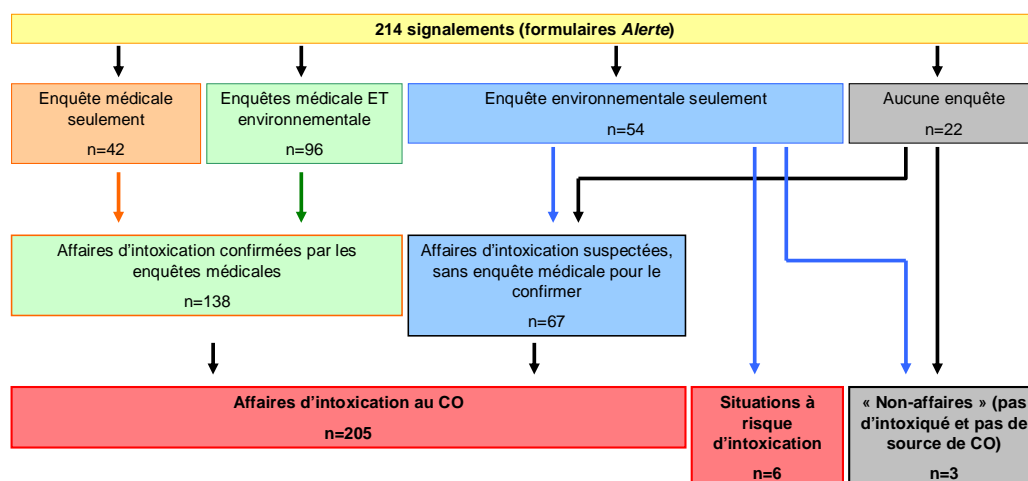 214 signalements (formulaires Alerte)
Enquête médicale
seulement
n=42
Enquêtes médicale ET
environnementale
n=96
Enquête environnementale seulement
n=54
Aucune enquête
n=22
Affaires d'intoxication confirmées par les
enquêtes médicales
n=138
Affaires d'intoxication suspectées,
sans enquête médicale pour le
confirmer
n=67
Affaires d'intoxication au CO
n=205
Situations à
risque
d'intoxication
n=6
« Non-affaires » (pas
d'intoxiqué et pas de
source de CO)
n=3